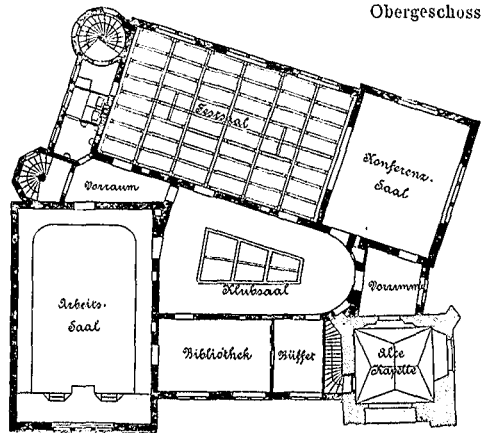 Obergeschoss
Festsaal
Konferenz-
Saal
Vorraum
Klubsaal
Vorraum
Arbeits-
Saal
Bibliothek
Büffet
Alte
Kapelle